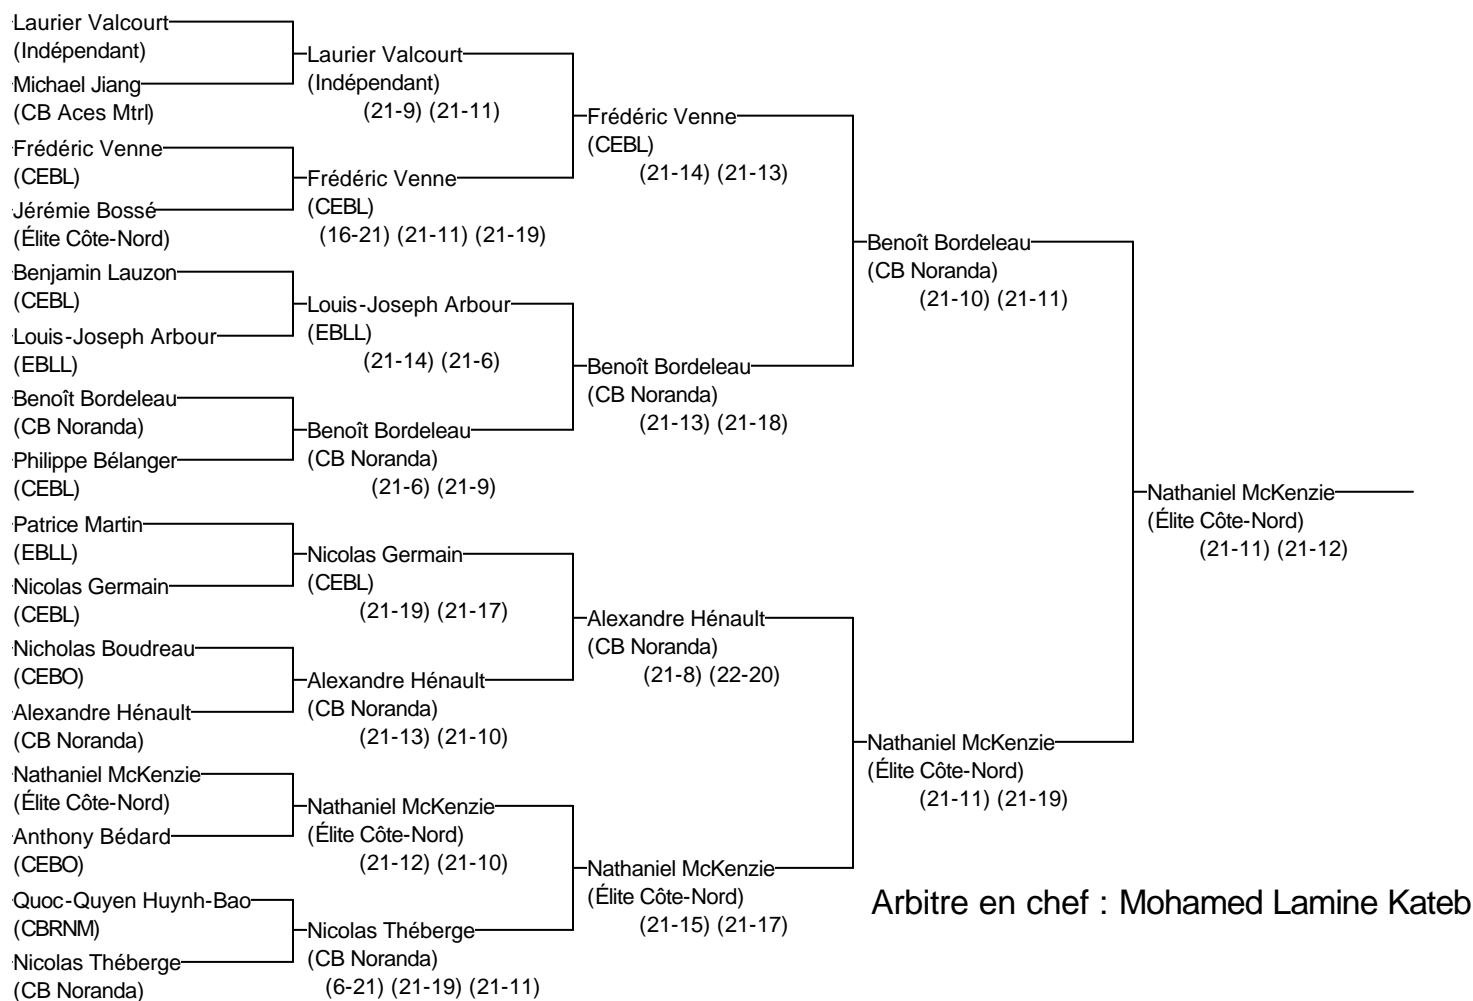 Laurier Valcourt
(Indépendant)
Michael Jiang
(CB Aces Mtrl)
Frédéric Venne
(CEBL)
Jérémie Bossé
(Élite Côte-Nord)
Benjamin Lauzon
(CEBL)
Louis-Joseph Arbour
(EBLL)
Benoît Bordeleau
(CB Noranda)
Philippe Bélanger
(CEBL)
Patrice Martin
(EBLL)
Nicolas Germain
(CEBL)
Nicholas Boudreau
(CEBO)
Alexandre Hénault
(CB Noranda)
Nathaniel McKenzie
(Élite Côte-Nord)
Anthony Bédard
(CEBO)
Quoc-Quyen Huynh-Bao
(CBRNM)
Nicolas Théberge
(CB Noranda)
Laurier Valcourt
(Indépendant)
(21-9) (21-11)
Frédéric Venne
(CEBL)
(16-21) (21-11) (21-19)
Louis-Joseph Arbour
(EBLL)
(21-14) (21-6)
Benoît Bordeleau
(CB Noranda)
(21-6) (21-9)
Nicolas Germain
(CEBL)
(21-19) (21-17)
Alexandre Hénault
(CB Noranda)
(21-13) (21-10)
Nathaniel McKenzie
(Élite Côte-Nord)
(21-12) (21-10)
Nicolas Théberge
(CB Noranda)
(6-21) (21-19) (21-11)
Frédéric Venne
(CEBL)
(21-14) (21-13)
Benoît Bordeleau
(CB Noranda)
(21-13) (21-18)
Alexandre Hénault
(CB Noranda)
(21-8) (22-20)
Nathaniel McKenzie
(Élite Côte-Nord)
(21-15) (21-17)
Benoît Bordeleau
(CB Noranda)
(21-10) (21-11)
Nathaniel McKenzie
(Élite Côte-Nord)
(21-11) (21-19)
Nathaniel McKenzie
(Élite Côte-Nord)
(21-11) (21-12)
Arbitre en chef : Mohamed Lamine Kateb